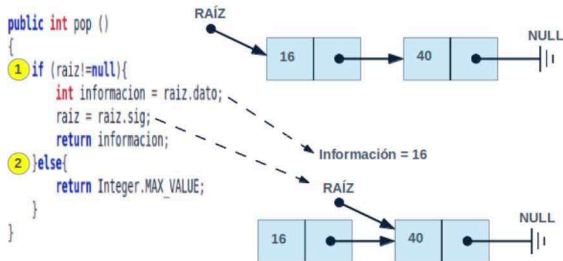 public int pop ()
{
1 if (raiz!=null){
int informacion = raiz.dato;
raiz = raiz.sig;
return informacion;
2 }else{
return Integer.MAX_VALUE;
}
}
RAÍZ
16
40
NULL
Información = 16
RAÍZ
16
40
NULL